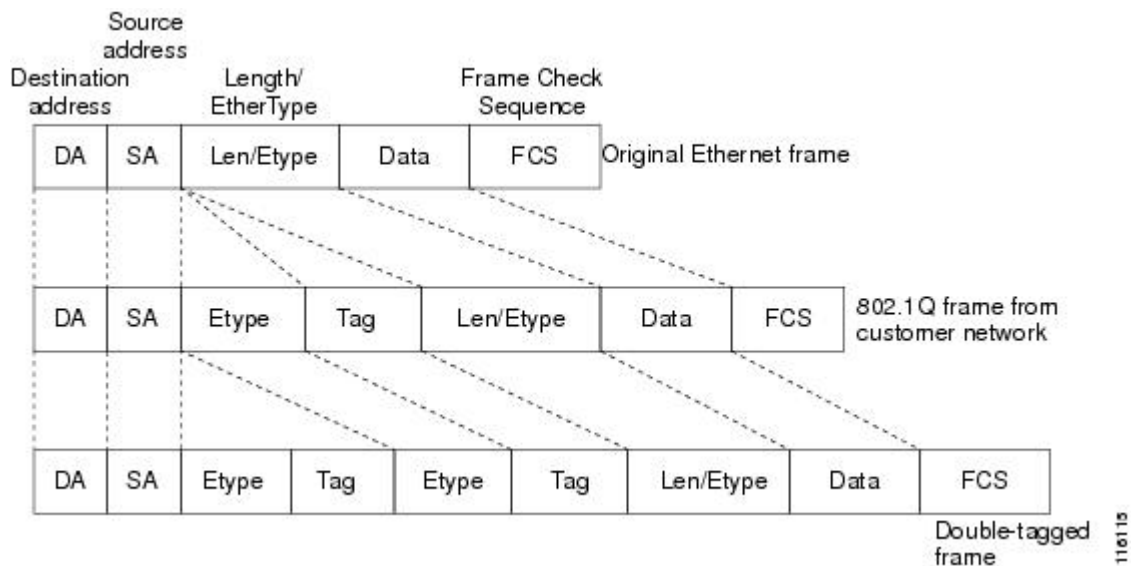 Source
address
Destination
address
Length/
EtherType
Frame Check
Sequence
DA SA Len/Etype Data FCS Original Ethernet frame
DA SA Etype Tag Len/Etype Data FCS 802.1Q frame from
customer network
DA SA Etype Tag Etype Tag Len/Etype Data FCS
Double-tagged
frame
116115